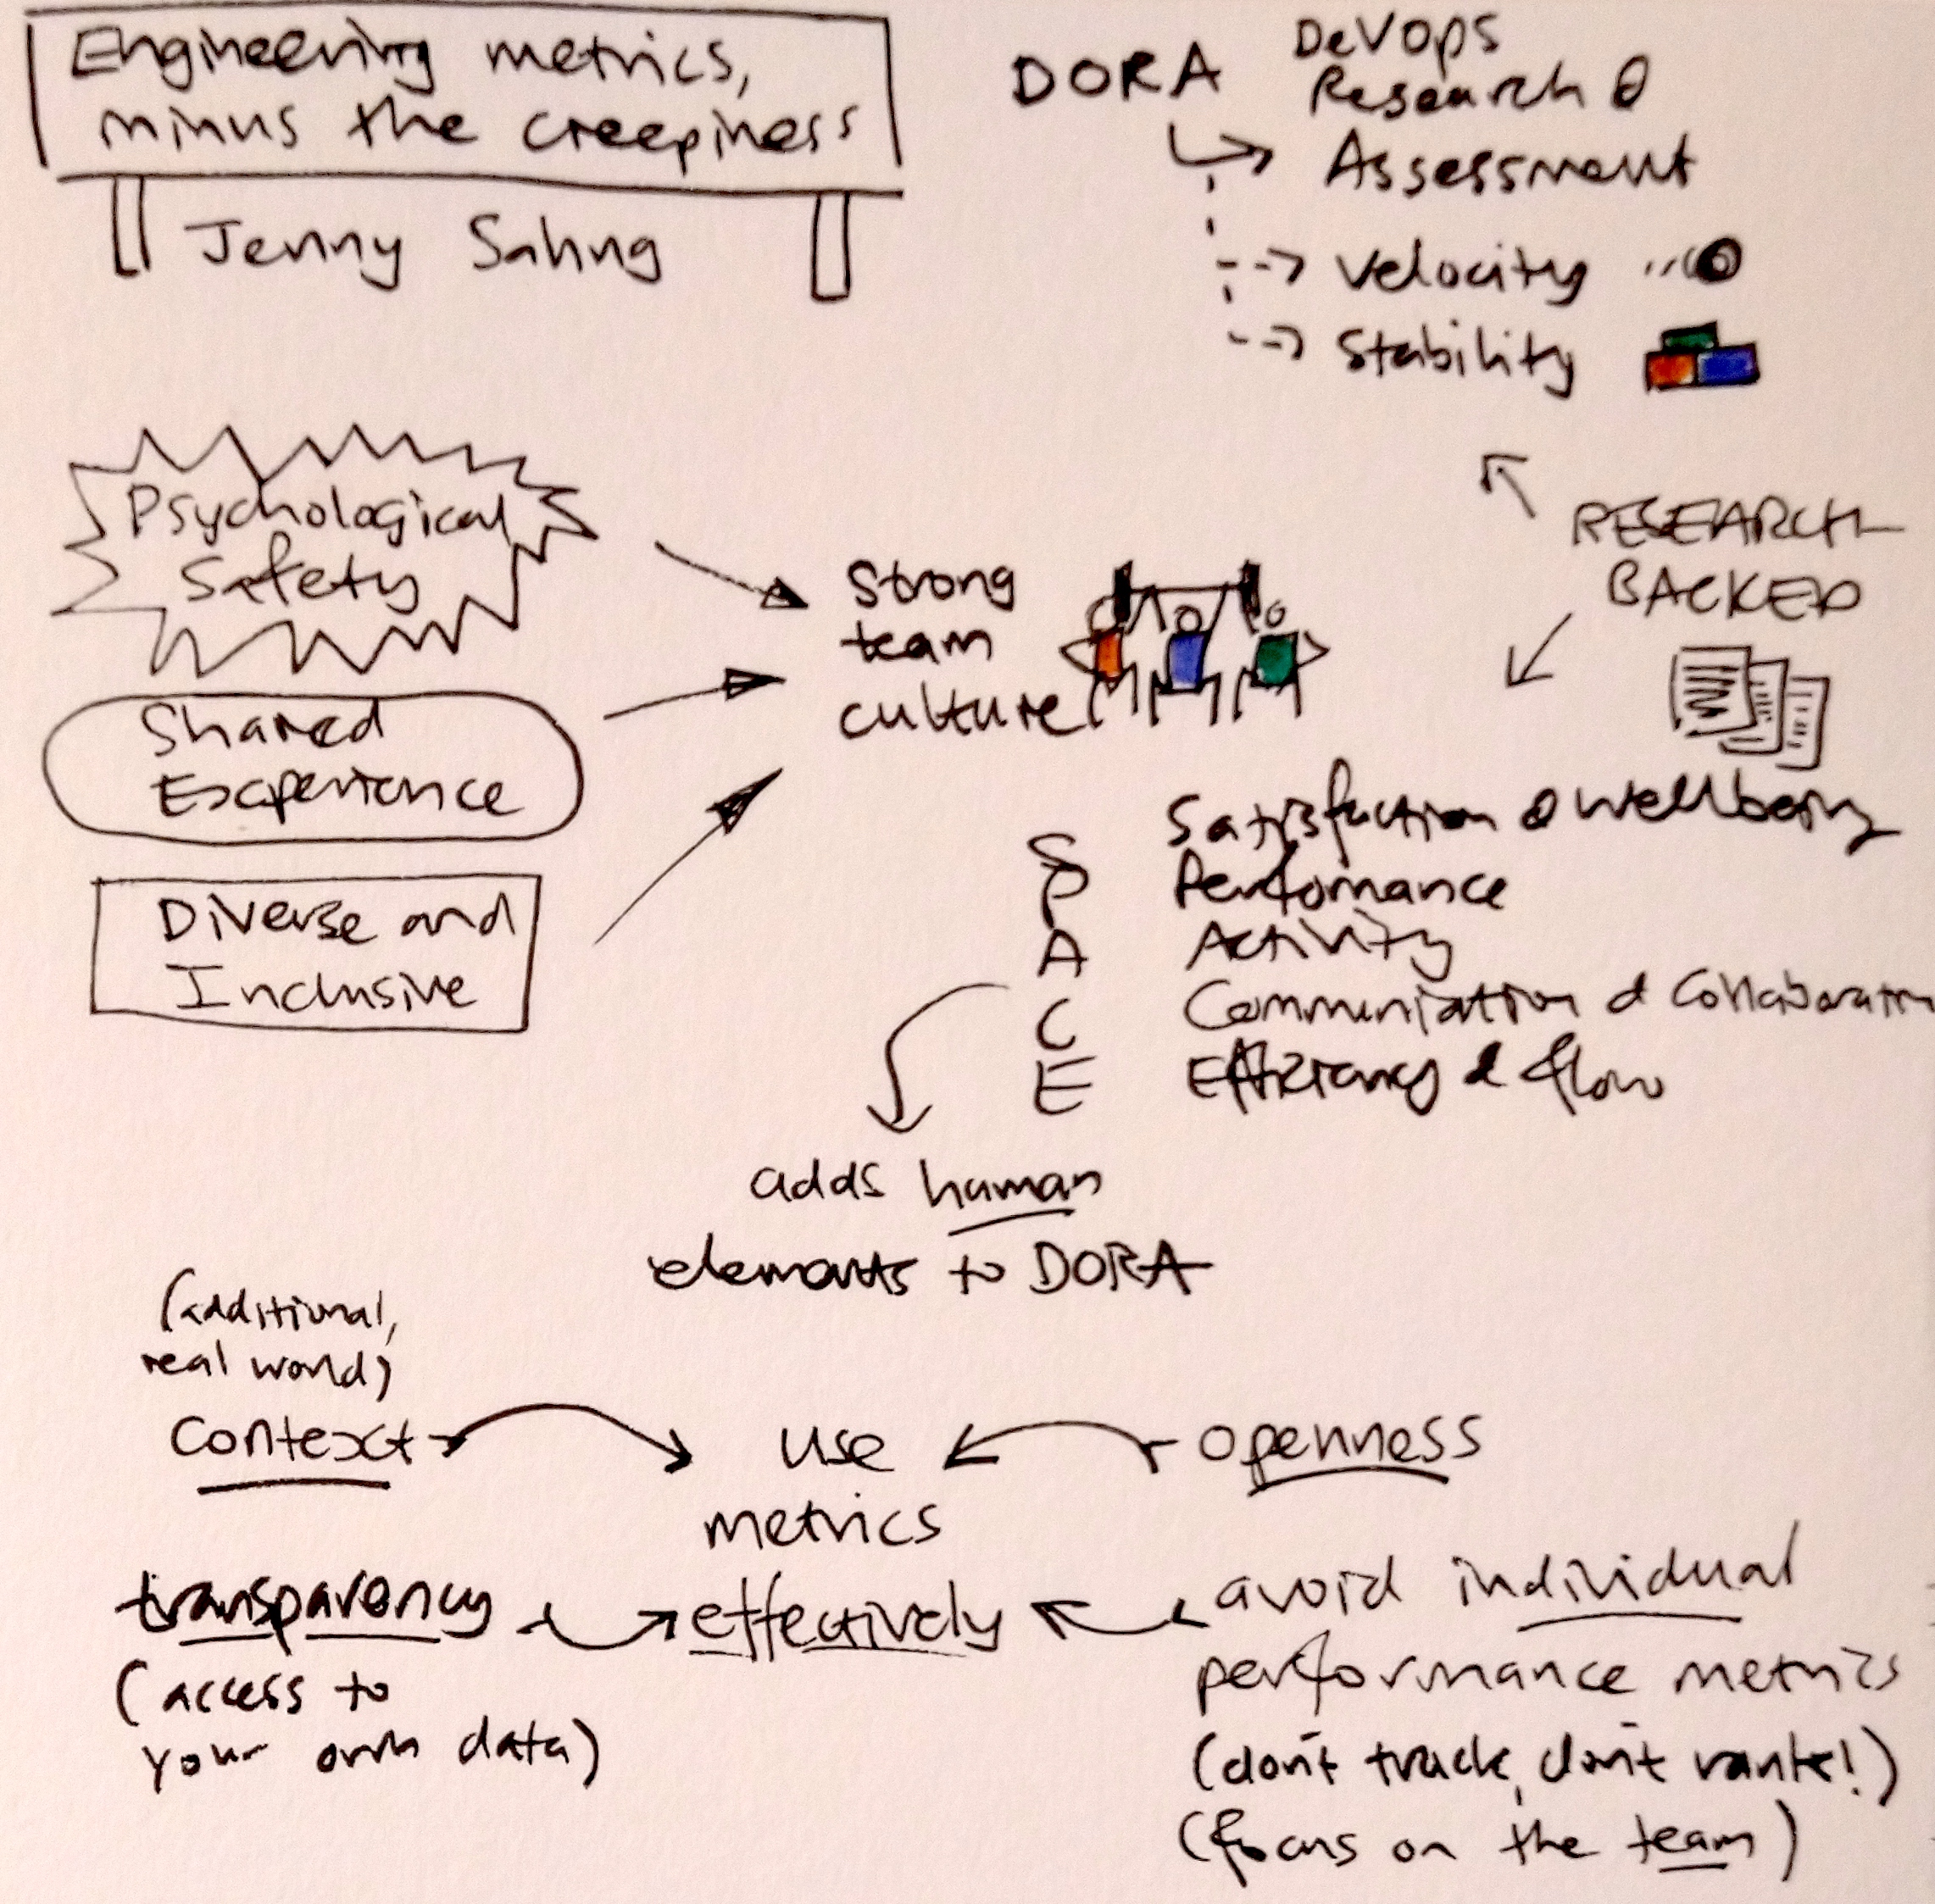 Engineering metrics,
minus the creepiness
Jenny Sahng
DORA
DevOps
Research &
Assessment
Velocity
Stability
RESEARCH
BACKED
Psychological
Safety
Shared
Experience
Diverse and
Inclusive
Strong
team
culture
S Satisfaction & Wellbeing
P Perfomance
A Activity
C Communication & Collaboration
E Efficiency & flow
adds human
elements to DORA
(additional,
real world)
context
use
metrics
effectively
openness
transparency
(access to
your own data)
avoid individual
performance metrics
(don't track, don't rank!)
(focus on the team)